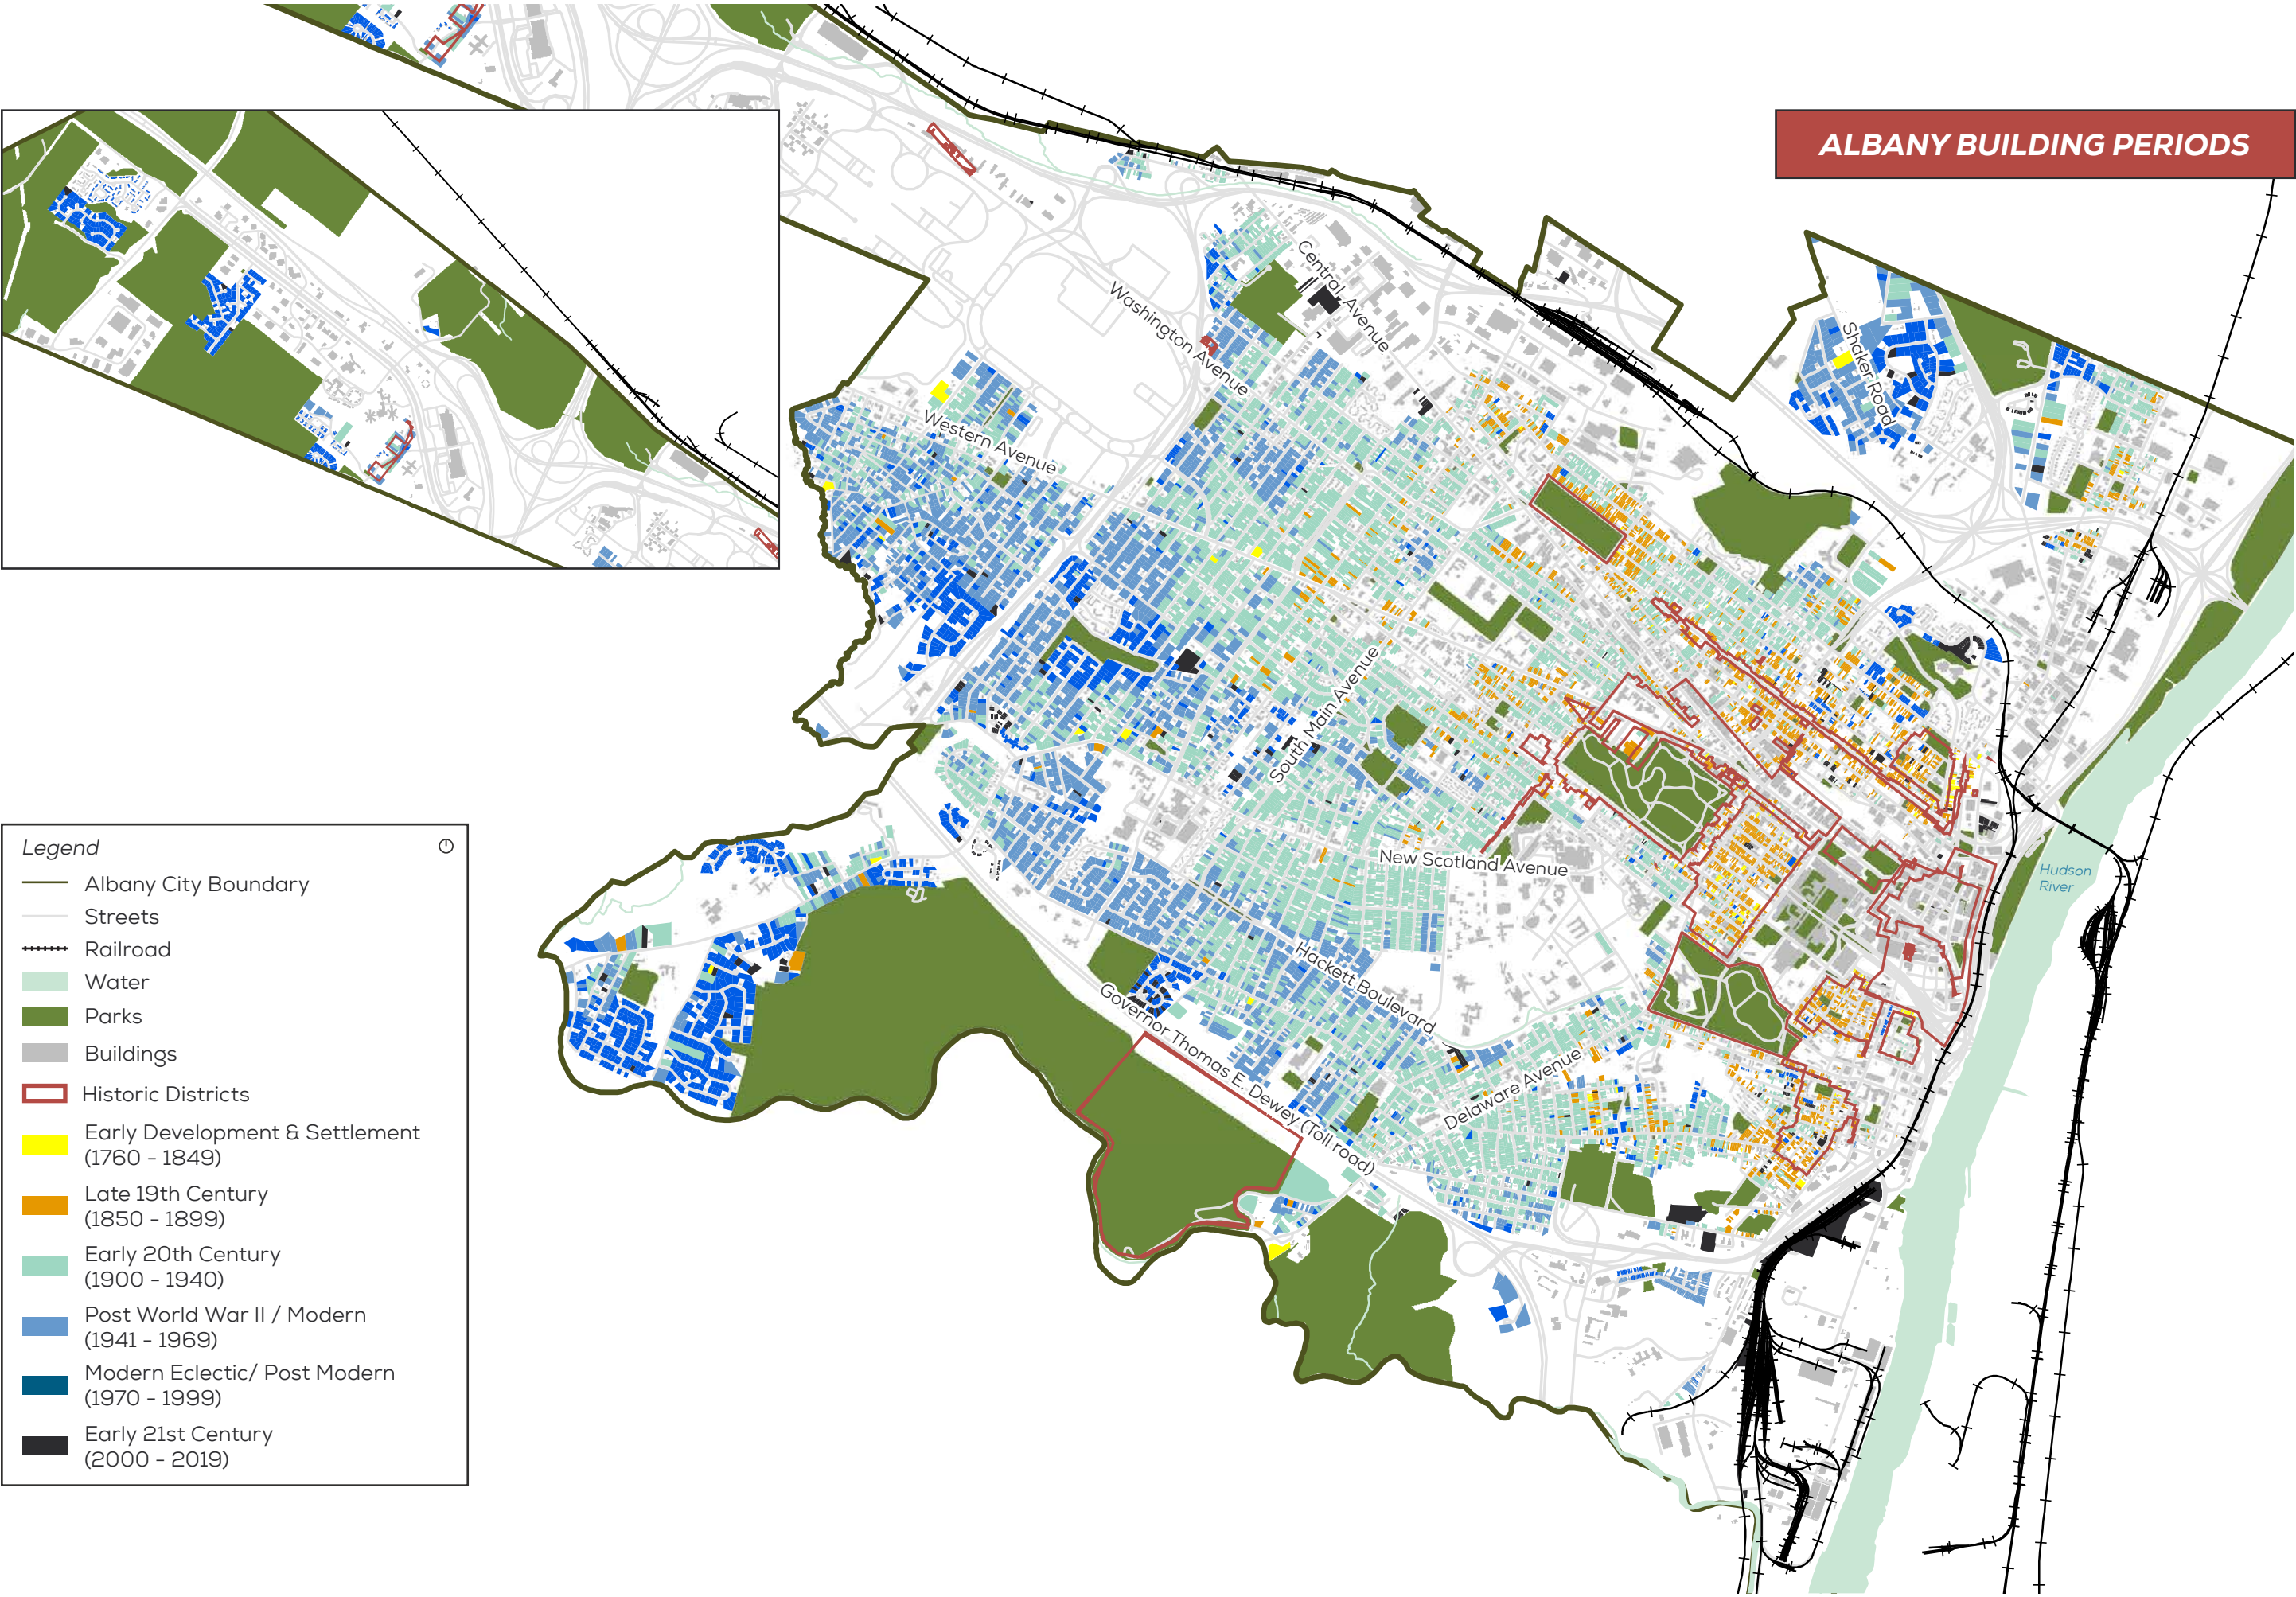 ALBANY BUILDING PERIODS
Central Avenue
Washington Avenue
Shaker Road
Western Avenue
South Main Avenue
New Scotland Avenue
Hudson
River
Hackett Boulevard
Governor Thomas E. Dewey (Toll road)
Delaware Avenue
Legend
Albany City Boundary
Streets
Railroad
Water
Parks
Buildings
Historic Districts
Early Development & Settlement
(1760 - 1849)
Late 19th Century
(1850 - 1899)
Early 20th Century
(1900 - 1940)
Post World War II / Modern
(1941 - 1969)
Modern Eclectic/ Post Modern
(1970 - 1999)
Early 21st Century
(2000 - 2019)